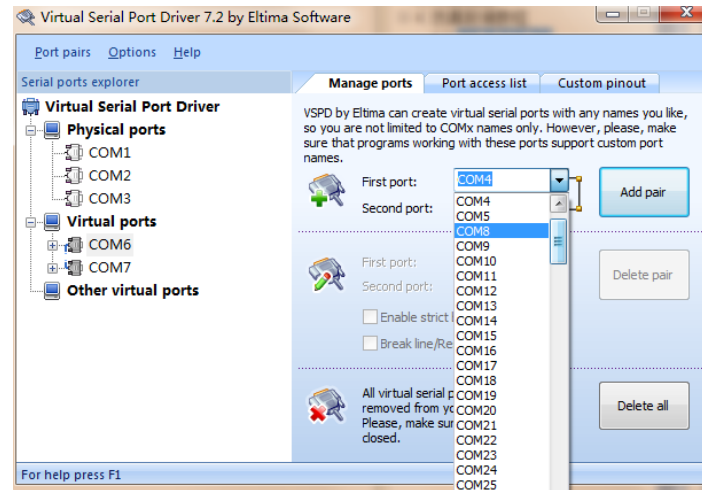 Virtual Serial Port Driver 7.2 by Eltima Software
Port pairs Options Help
Serial ports explorer
Virtual Serial Port Driver
Physical ports
COM1
COM2
COM3
Virtual ports
COM6
COM7
Other virtual ports
Manage ports Port access list Custom pinout
VSPD by Eltima can create virtual serial ports with any names you like,
so you are not limited to COMx names only. However, please, make
sure that programs working with these ports support custom port
names.
First port: COM4
Second port:
Add pair
COM4
COM5
COM8
COM9
COM10
COM11
COM12
COM13
COM14
COM15
COM16
COM17
COM18
COM19
COM20
COM21
COM22
COM23
COM24
COM25
First port:
Second port:
Delete pair
Enable strict
Break line/Re
All virtual serial p
removed from yo
Please, make sur
closed.
Delete all
For help press F1